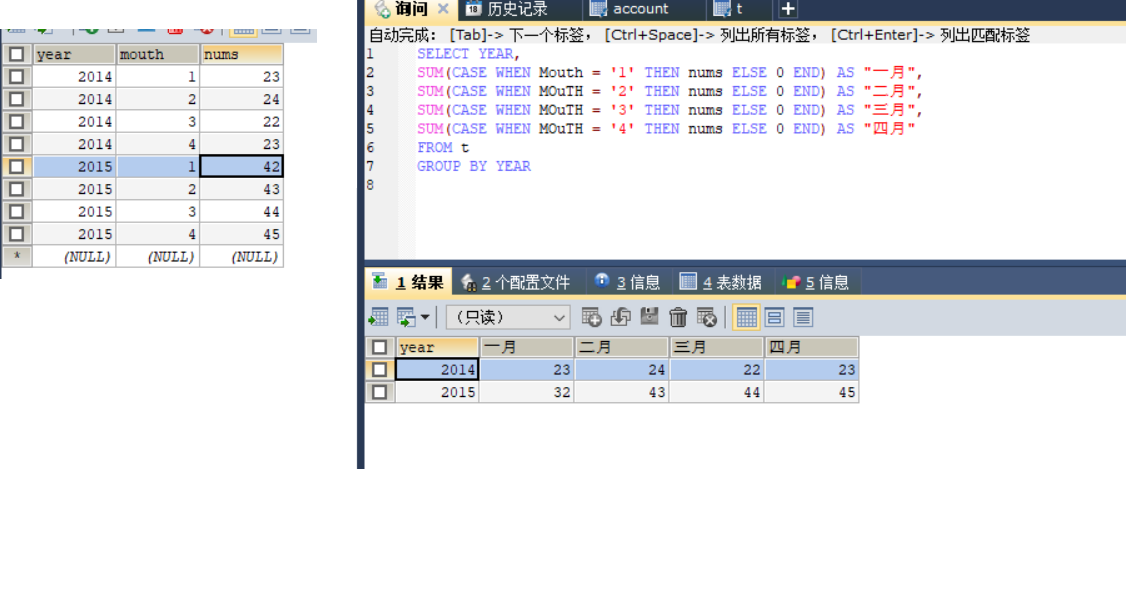 year mouth nums
2014 1 23
2014 2 24
2014 3 22
2014 4 23
2015 1 42
2015 2 43
2015 3 44
2015 4 45
* (NULL) (NULL) (NULL)
询问 18 历史记录 account t
自动完成： [Tab]-> 下一个标签， [Ctrl+Space]-> 列出所有标签， [Ctrl+Enter]-> 列出匹配标签
1 SELECT YEAR,
2 SUM(CASE WHEN Mouth = '1' THEN nums ELSE 0 END) AS "一月",
3 SUM(CASE WHEN MOuTH = '2' THEN nums ELSE 0 END) AS "二月",
4 SUM(CASE WHEN MOuTH = '3' THEN nums ELSE 0 END) AS "三月",
5 SUM(CASE WHEN MOuTH = '4' THEN nums ELSE 0 END) AS "四月"
6 FROM t
7 GROUP BY YEAR
8
1 结果 2 个配置文件 3 信息 4 表数据 5 信息
（只读）
year 一月 二月 三月 四月
2014 23 24 22 23
2015 32 43 44 45